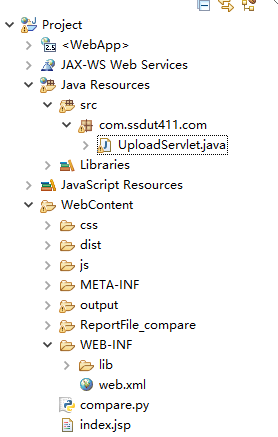 Project
<WebApp>
JAX-WS Web Services
Java Resources
src
com.ssdut411.com
UploadServlet.java
Libraries
JavaScript Resources
WebContent
css
dist
js
META-INF
output
ReportFile_compare
WEB-INF
lib
web.xml
compare.py
index.jsp